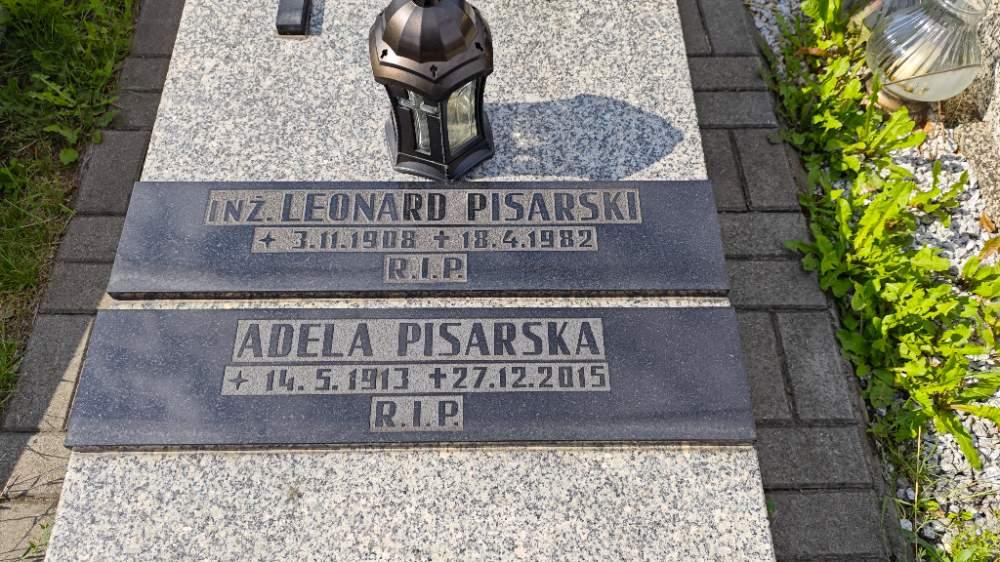 INŻ. LEONARD PISARSKI
✦ 3.11.1908 ✝ 18.4.1982
R.I.P.
ADELA PISARSKA
✦ 14.5.1913 ✝ 27.12.2015
R.I.P.